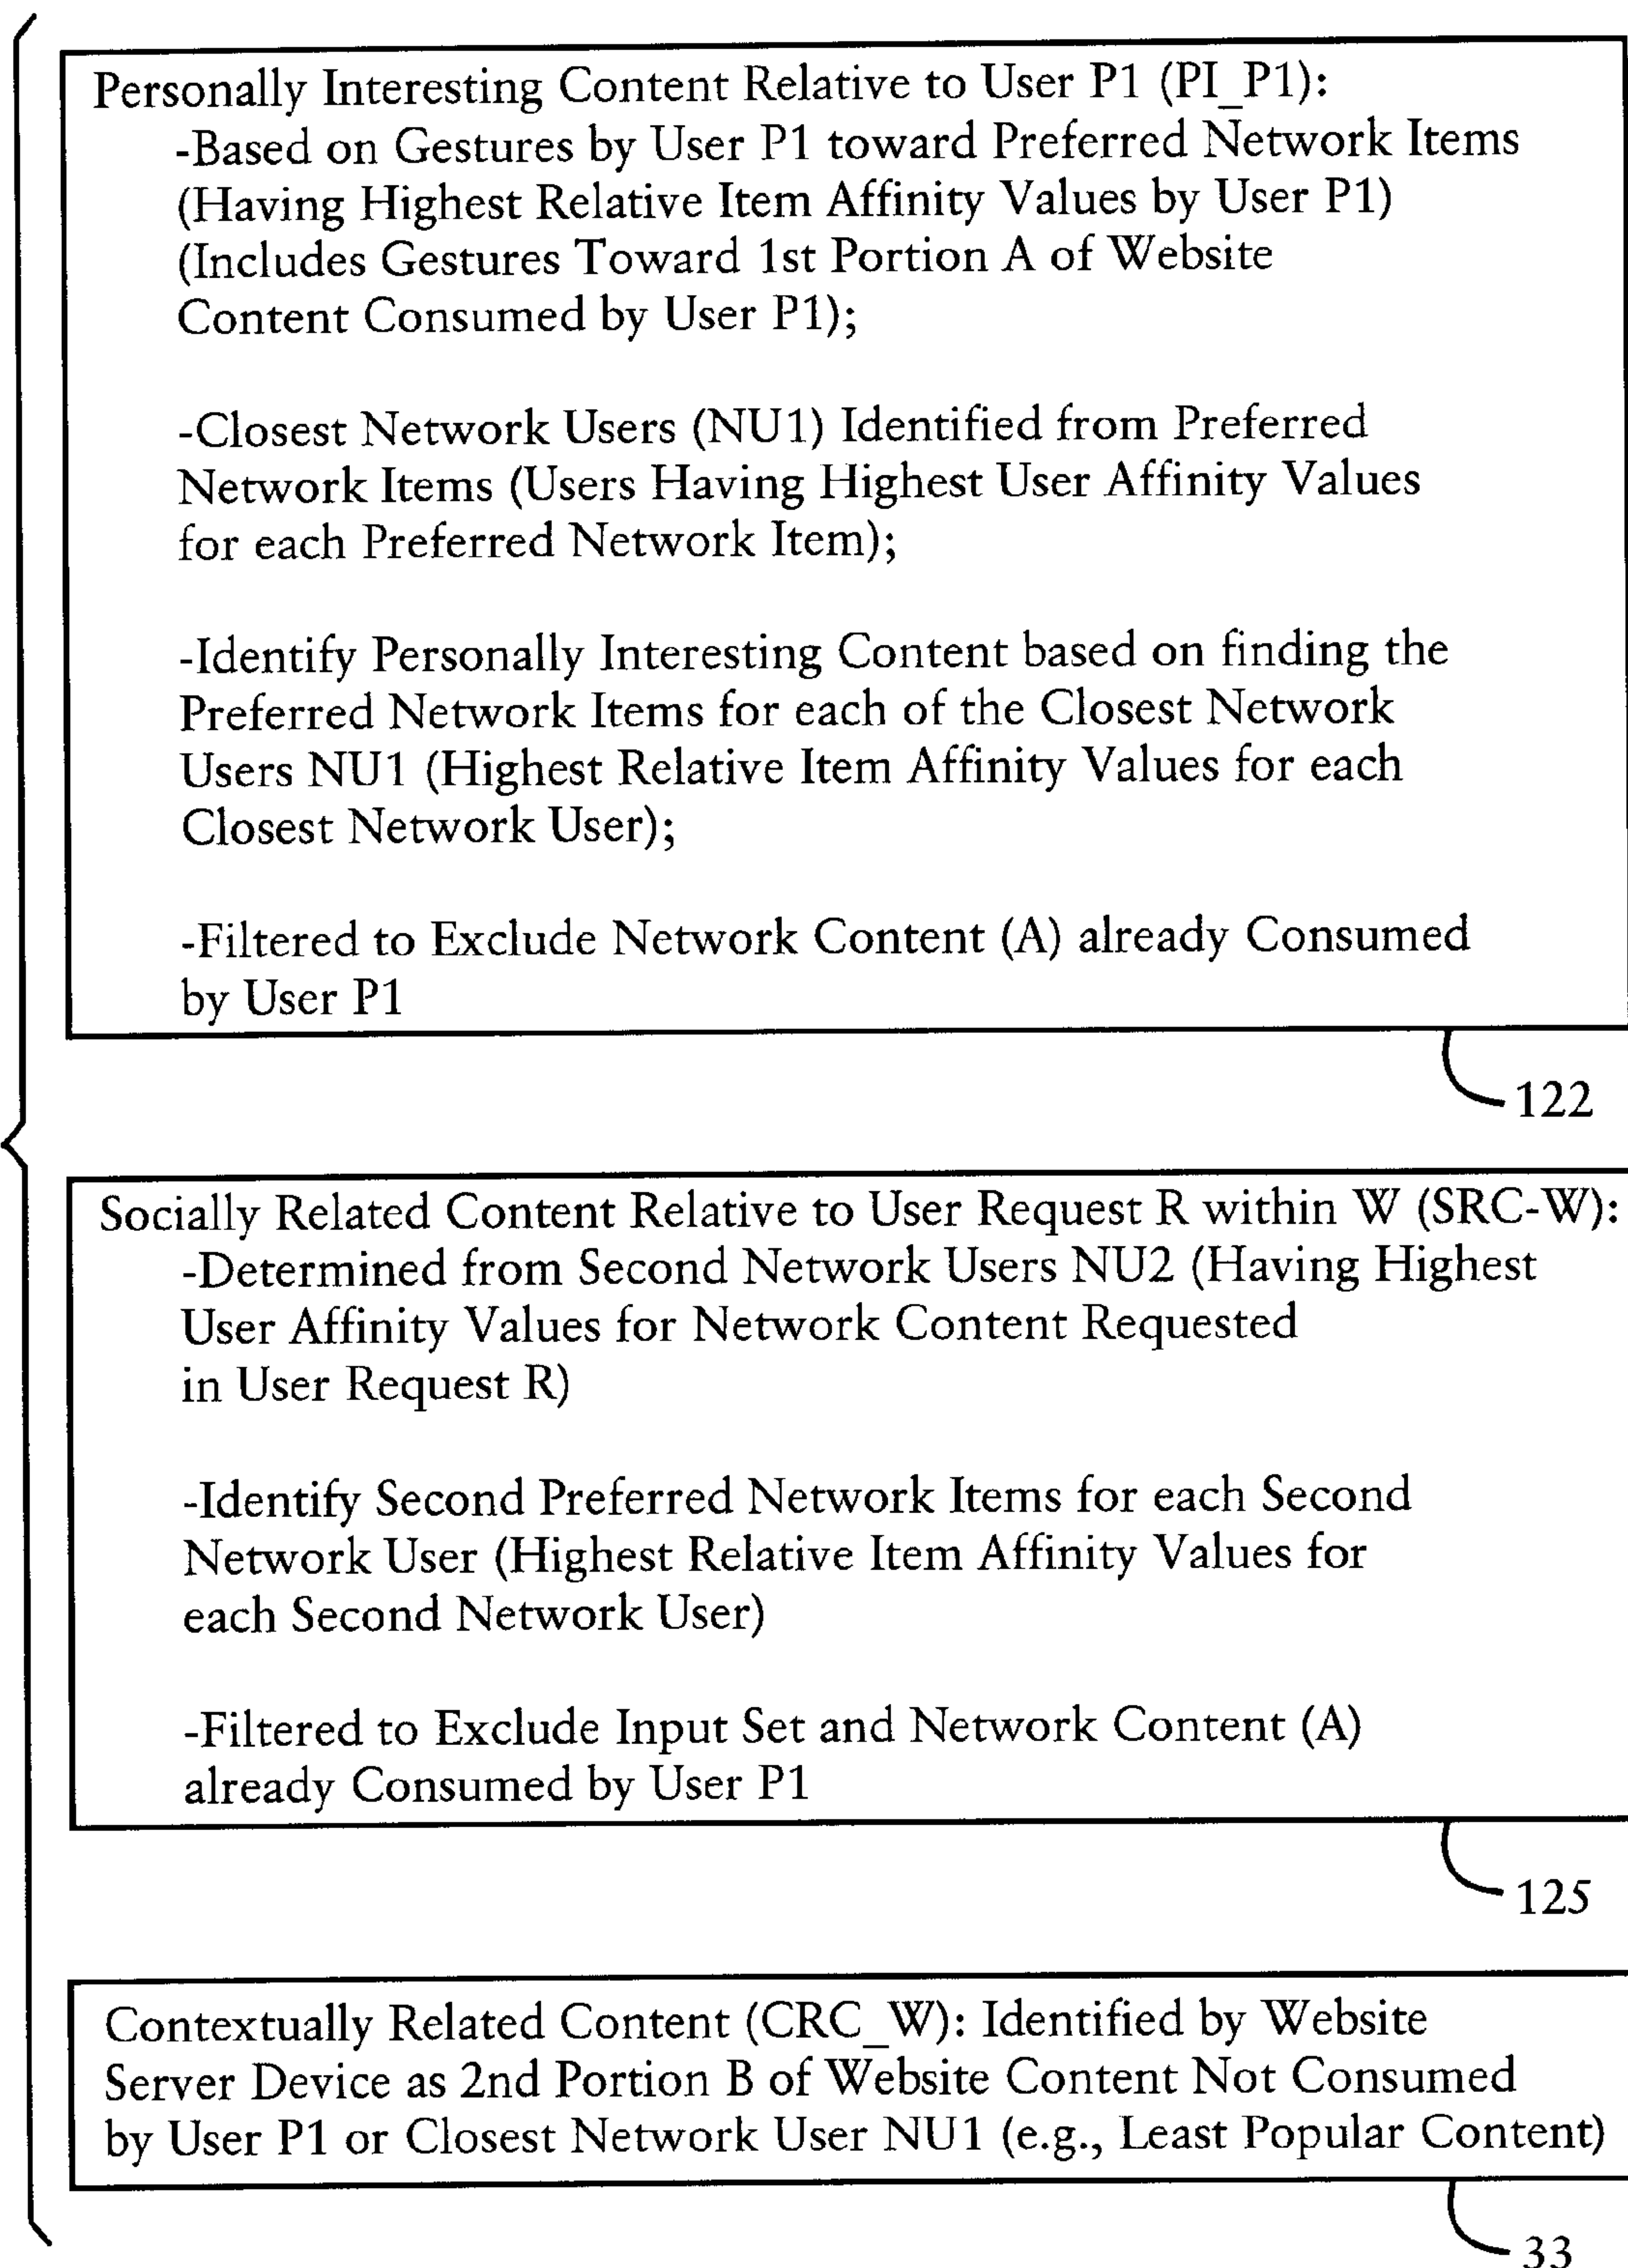 Personally Interesting Content Relative to User P1 (PI_P1):
-Based on Gestures by User P1 toward Preferred Network Items
(Having Highest Relative Item Affinity Values by User P1)
(Includes Gestures Toward 1st Portion A of Website
Content Consumed by User P1);
-Closest Network Users (NU1) Identified from Preferred
Network Items (Users Having Highest User Affinity Values
for each Preferred Network Item);
-Identify Personally Interesting Content based on finding the
Preferred Network Items for each of the Closest Network
Users NU1 (Highest Relative Item Affinity Values for each
Closest Network User);
-Filtered to Exclude Network Content (A) already Consumed
by User P1
122
Socially Related Content Relative to User Request R within W (SRC-W):
-Determined from Second Network Users NU2 (Having Highest
User Affinity Values for Network Content Requested
in User Request R)
-Identify Second Preferred Network Items for each Second
Network User (Highest Relative Item Affinity Values for
each Second Network User)
-Filtered to Exclude Input Set and Network Content (A)
already Consumed by User P1
125
Contextually Related Content (CRC_W): Identified by Website
Server Device as 2nd Portion B of Website Content Not Consumed
by User P1 or Closest Network User NU1 (e.g., Least Popular Content)
33